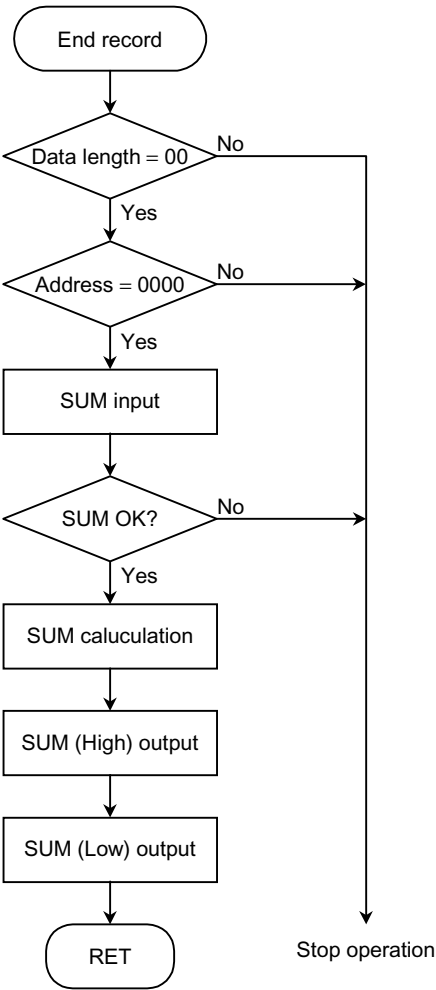 End record
Data length = 00
No
Yes
Address = 0000
No
Yes
SUM input
SUM OK?
No
Yes
SUM caluculation
SUM (High) output
SUM (Low) output
RET
Stop operation